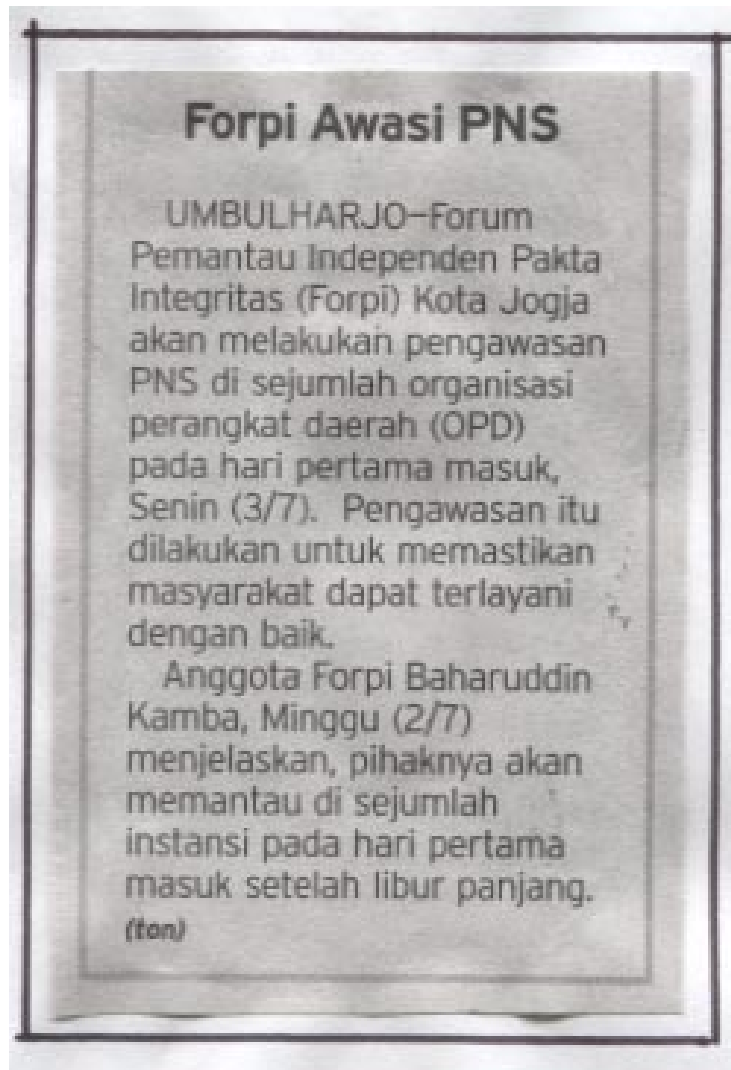 Forpi Awasi PNS
UMBULHARJO–Forum
Pemantau Independen Pakta
Integritas (Forpi) Kota Jogja
akan melakukan pengawasan
PNS di sejumlah organisasi
perangkat daerah (OPD)
pada hari pertama masuk,
Senin (3/7). Pengawasan itu
dilakukan untuk memastikan
masyarakat dapat terlayani
dengan baik.
Anggota Forpi Baharuddin
Kamba, Minggu (2/7)
menjelaskan, pihaknya akan
memantau di sejumlah
instansi pada hari pertama
masuk setelah libur panjang.
(ton)